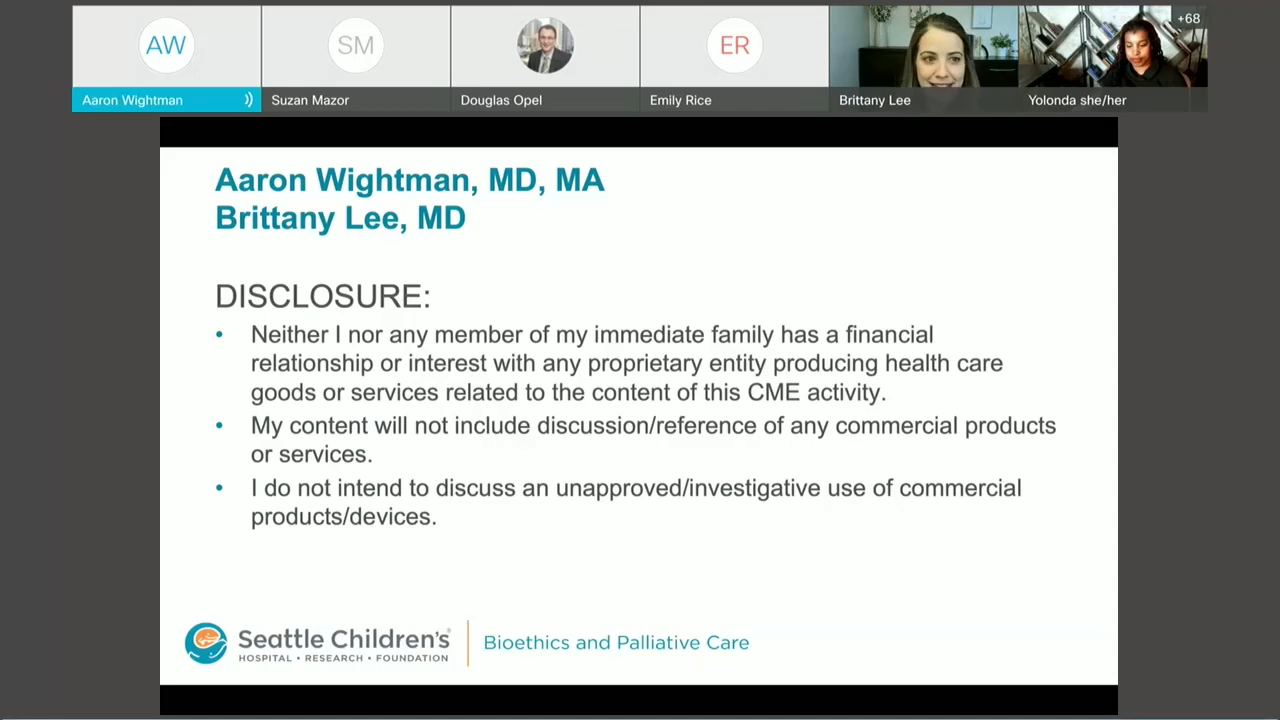 AW
SM
ER
+68
Aaron Wightman
Suzan Mazor
Douglas Opel
Emily Rice
Brittany Lee
Yolonda she/her
Aaron Wightman, MD, MA
Brittany Lee, MD
DISCLOSURE:
• Neither I nor any member of my immediate family has a financial
relationship or interest with any proprietary entity producing health care
goods or services related to the content of this CME activity.
• My content will not include discussion/reference of any commercial products
or services.
• I do not intend to discuss an unapproved/investigative use of commercial
products/devices.
Seattle Children's®
HOSPITAL • RESEARCH • FOUNDATION
Bioethics and Palliative Care